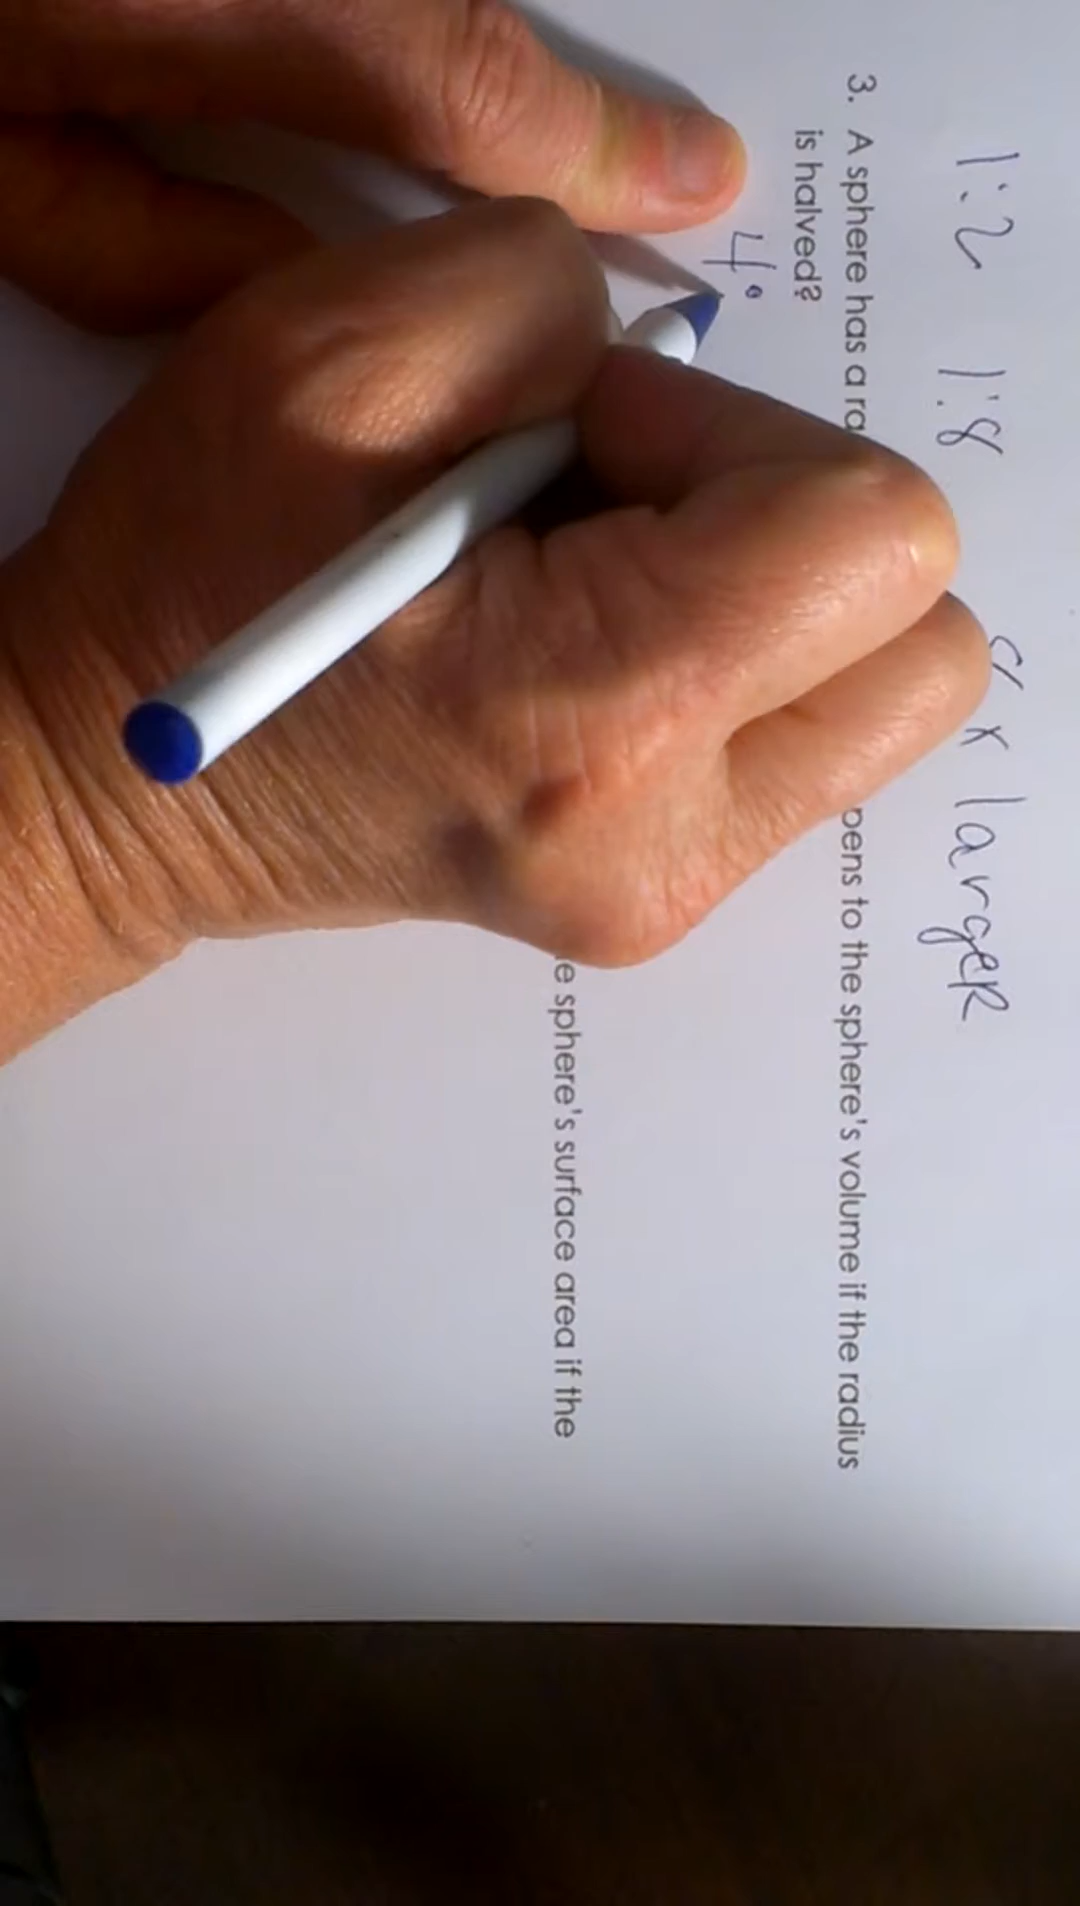 1:2 1:8 8 x larger
3. A sphere has a pens to the sphere's volume if the radius
is halved?
4:
sphere's surface area if the